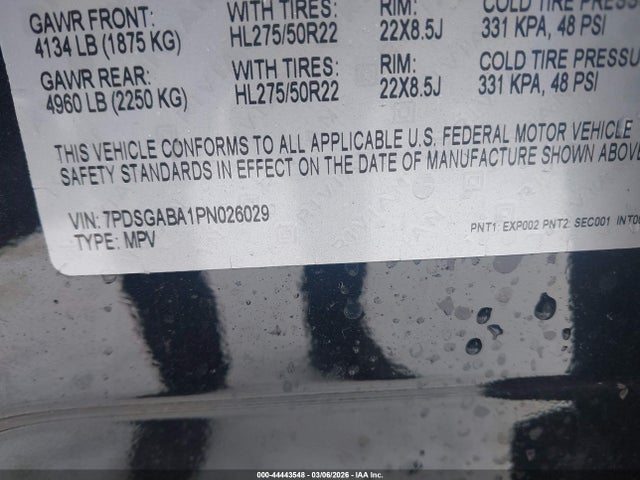 GAWR FRONT: WITH TIRES: RIM: COLD TIRE PRESSU
4134 LB (1875 KG) HL275/50R22 22X8.5J 331 KPA, 48 PSI
GAWR REAR: WITH TIRES: RIM: COLD TIRE PRESSU
4960 LB (2250 KG) HL275/50R22 22X8.5J 331 KPA, 48 PSI
THIS VEHICLE CONFORMS TO ALL APPLICABLE U.S. FEDERAL MOTOR VEHICLE
SAFETY STANDARDS IN EFFECT ON THE DATE OF MANUFACTURE SHOWN ABOVE
VIN: 7PDSGABA1PN026029
TYPE: MPV
PNT1: EXP002 PNT2: SEC001
000-44443548 | 03/06/2026 | IAA Inc.